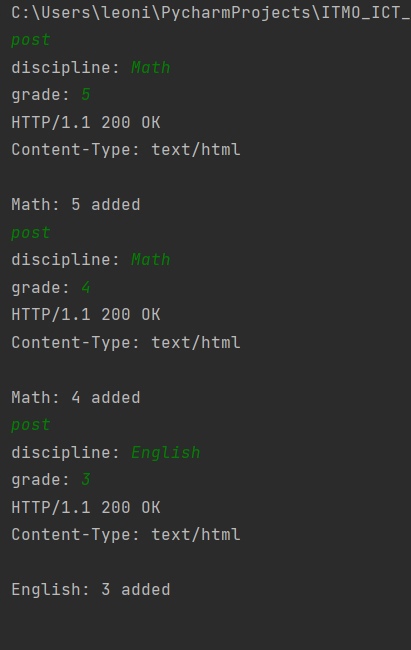 C:\Users\leoni\PycharmProjects\ITMO_ICT_
post
discipline: Math
grade: 5
HTTP/1.1 200 OK
Content-Type: text/html
Math: 5 added
post
discipline: Math
grade: 4
HTTP/1.1 200 OK
Content-Type: text/html
Math: 4 added
post
discipline: English
grade: 3
HTTP/1.1 200 OK
Content-Type: text/html
English: 3 added